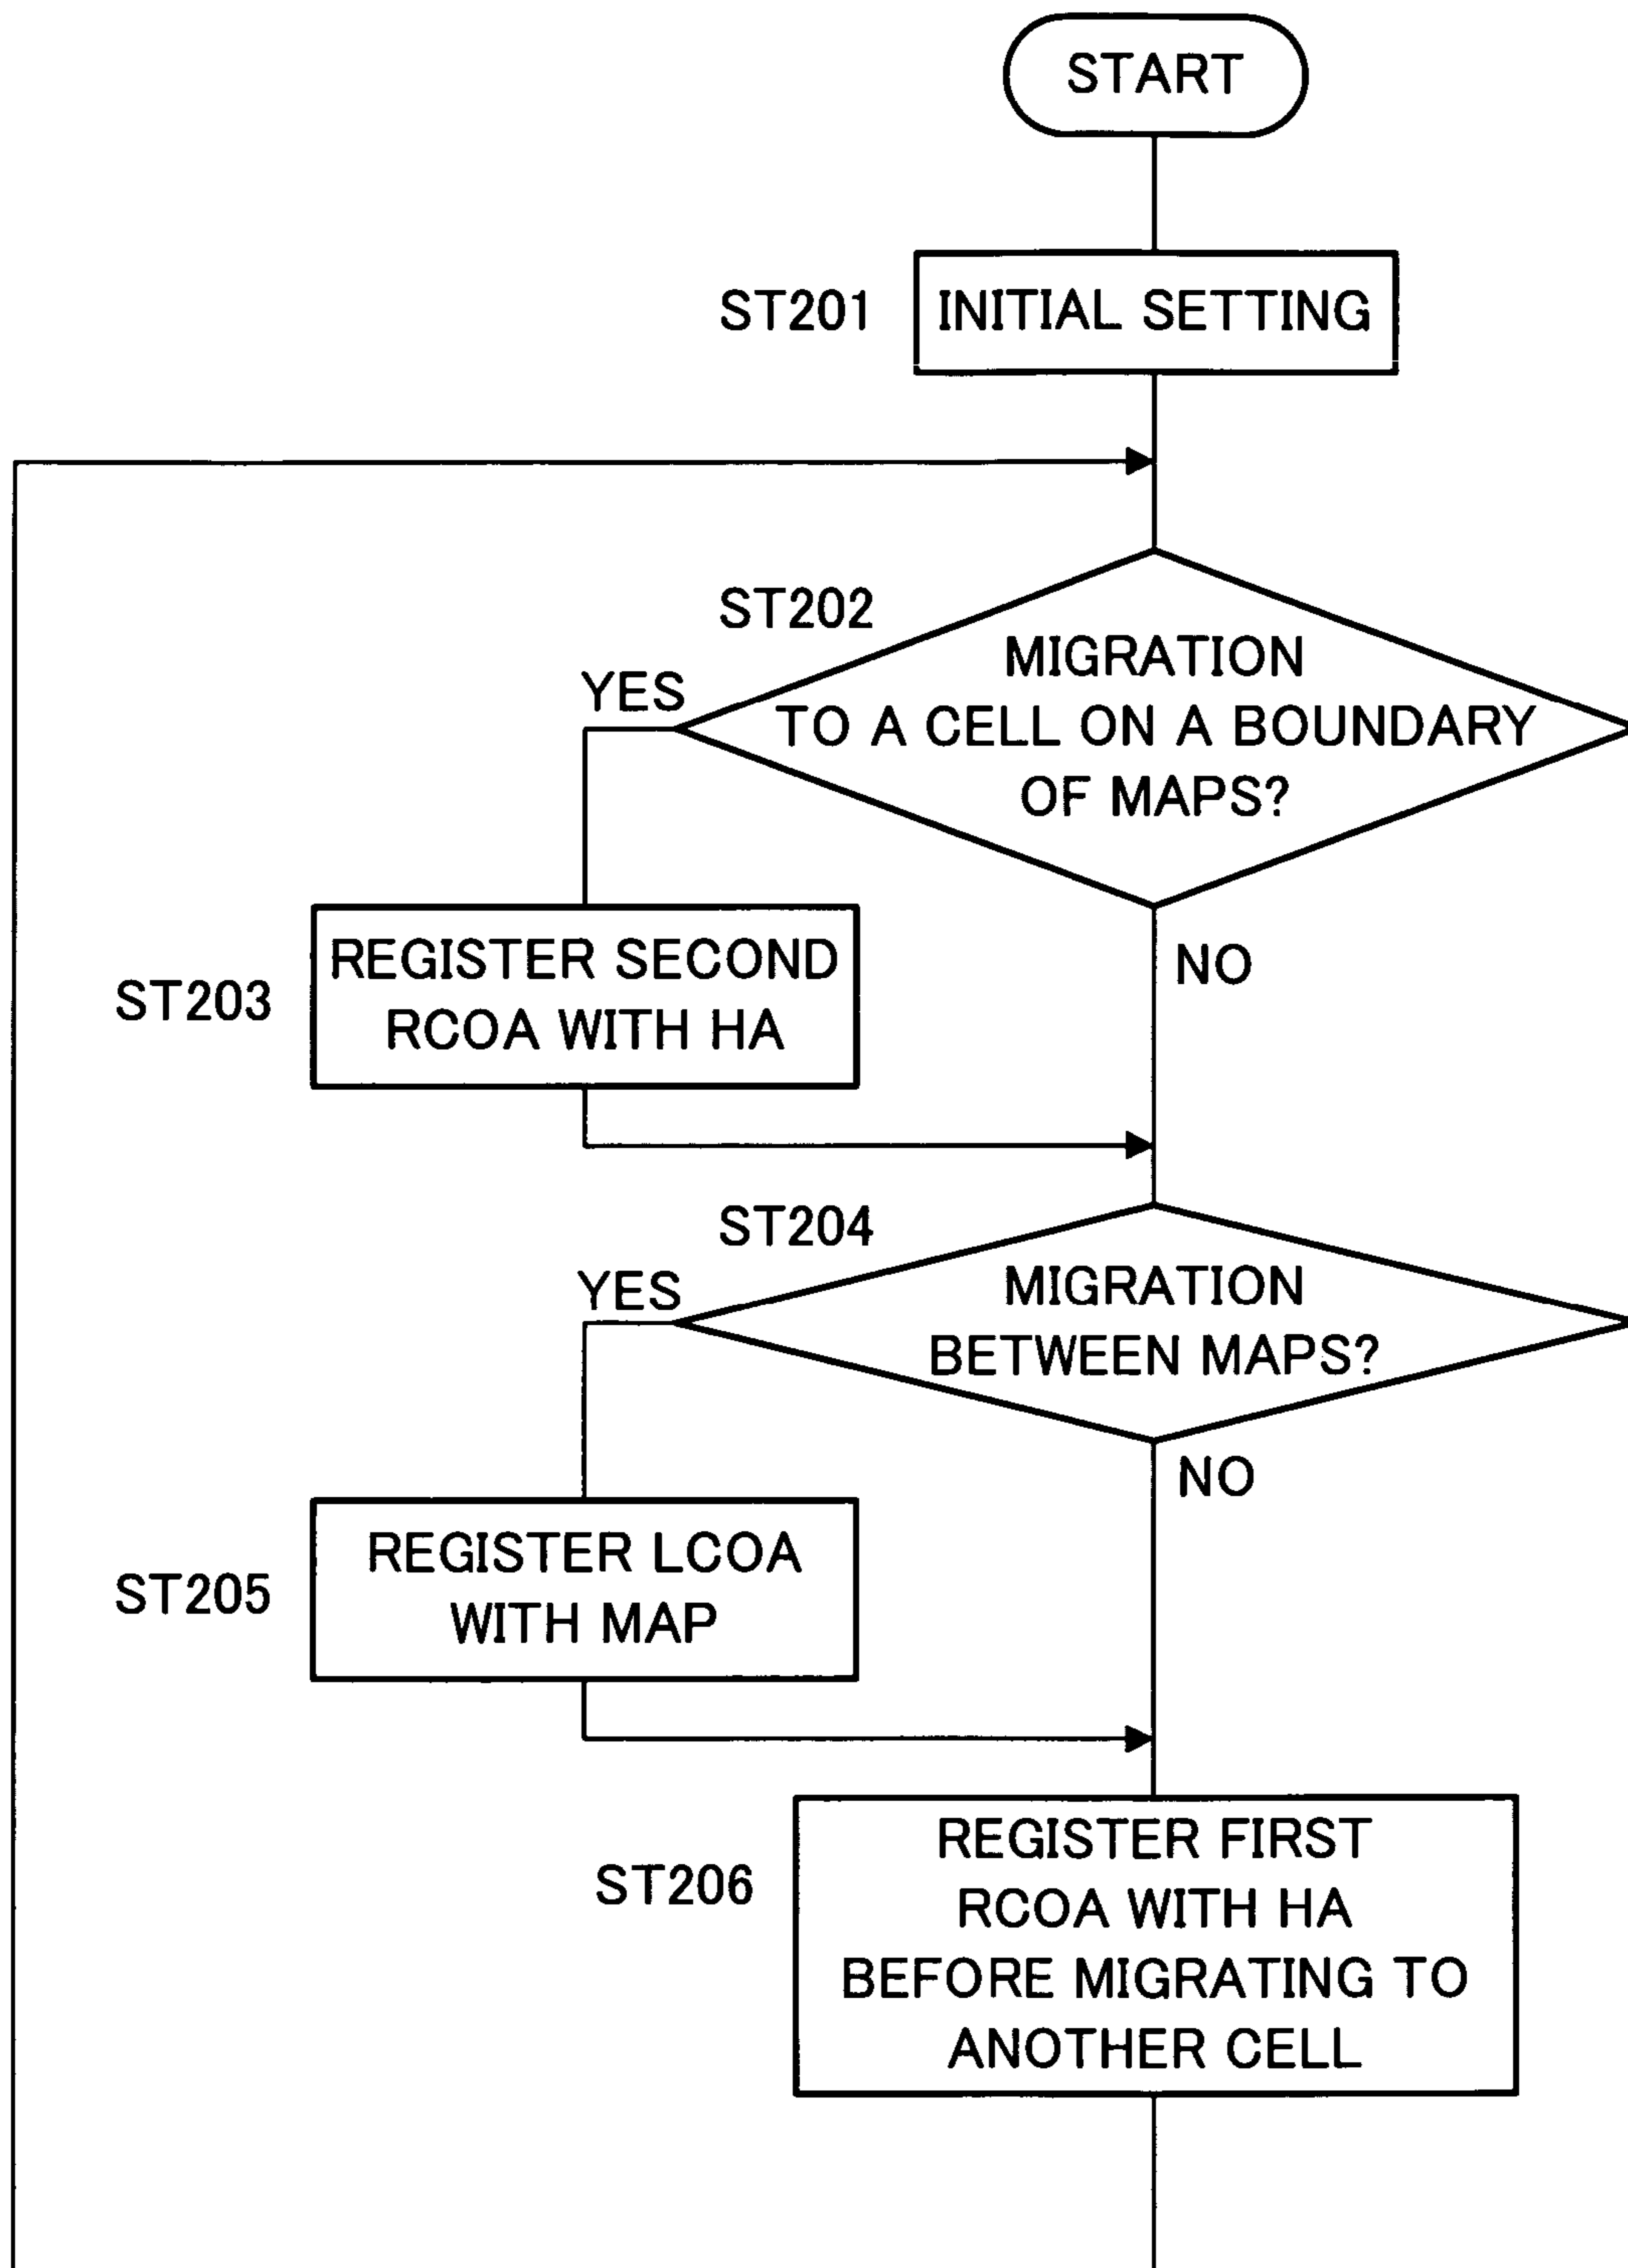 START
ST201
INITIAL SETTING
ST202
MIGRATION
TO A CELL ON A BOUNDARY
OF MAPS?
YES
NO
ST203
REGISTER SECOND
RCOA WITH HA
ST204
MIGRATION
BETWEEN MAPS?
YES
NO
ST205
REGISTER LCOA
WITH MAP
ST206
REGISTER FIRST
RCOA WITH HA
BEFORE MIGRATING TO
ANOTHER CELL